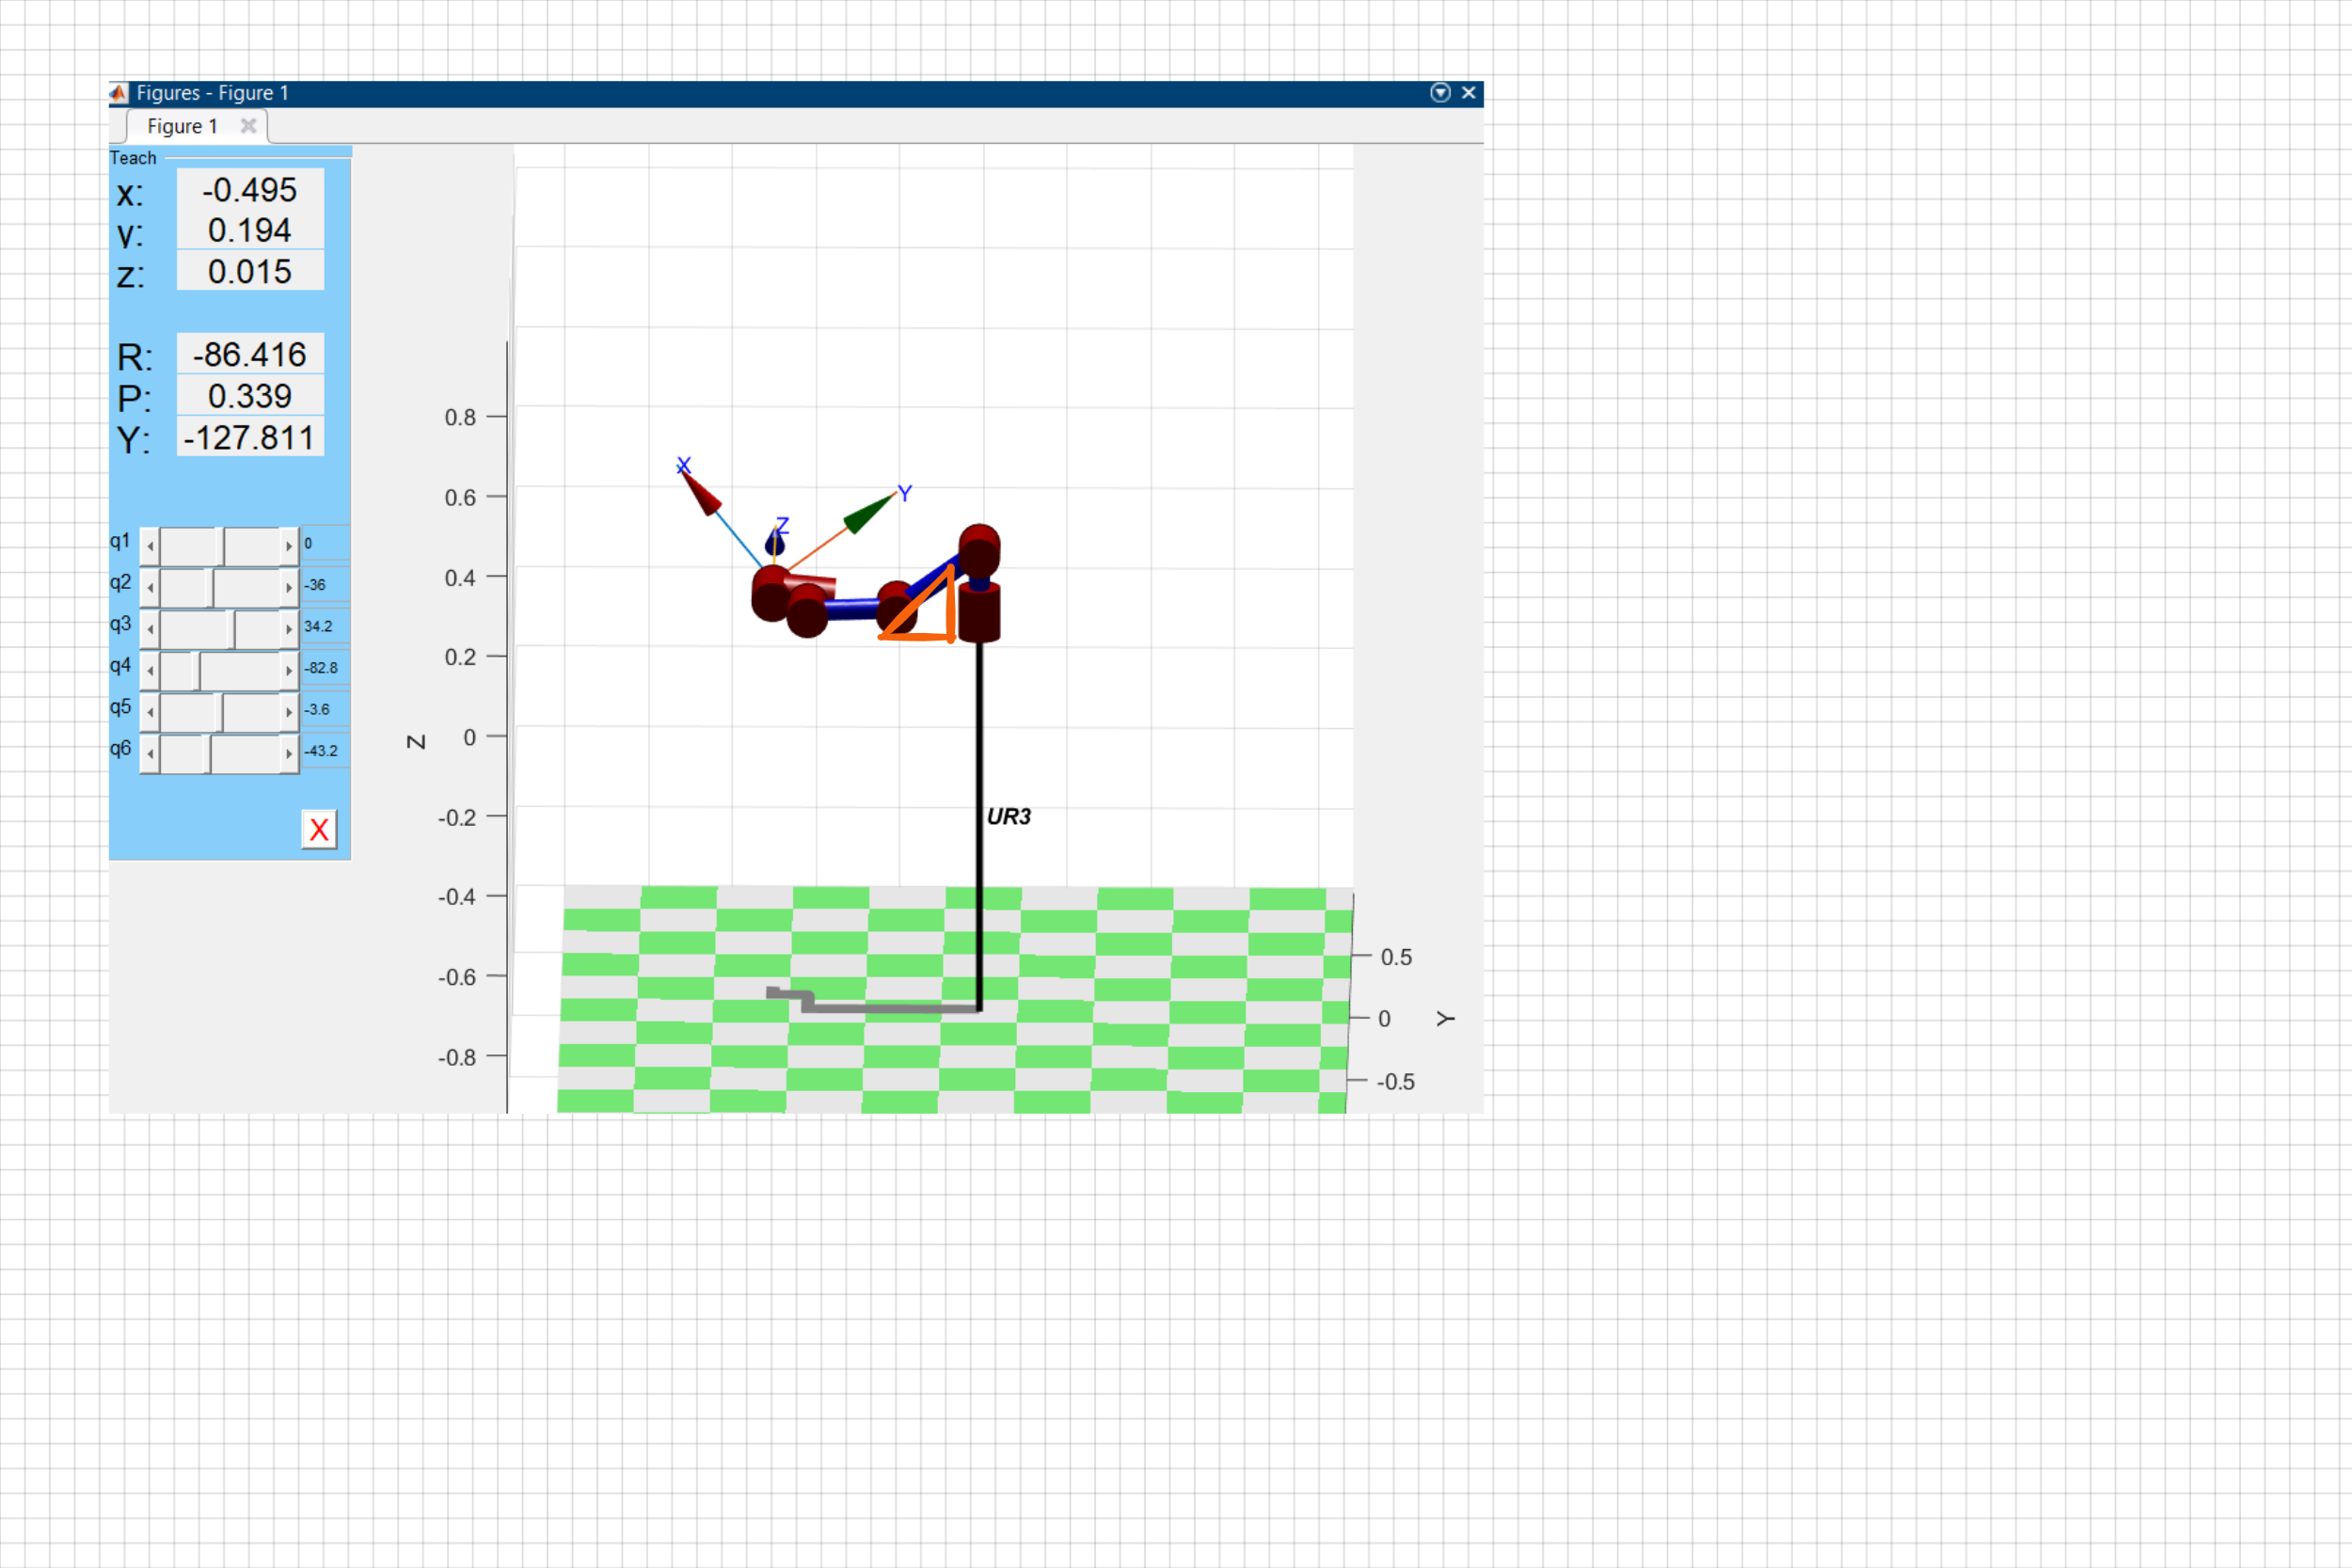 Figures - Figure 1
Figure 1
Teach
x: -0.495
y: 0.194
z: 0.015
R: -86.416
P: 0.339
Y: -127.811
q1 0
q2 -36
q3 34.2
q4 -82.8
q5 -3.6
q6 -43.2
X
0.8
0.6
0.4
0.2
0
-0.2
-0.4
-0.6
-0.8
Z
X
Y
Z
UR3
0.5
0
-0.5
Y